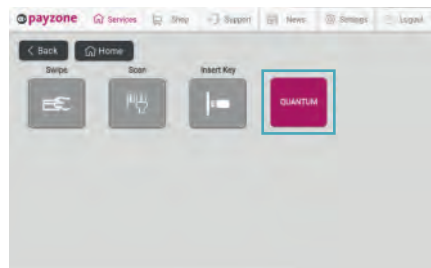 payzone Services Shop Support News Settings Logout
< Back Home
Swipe Scan Insert Key
QUANTUM